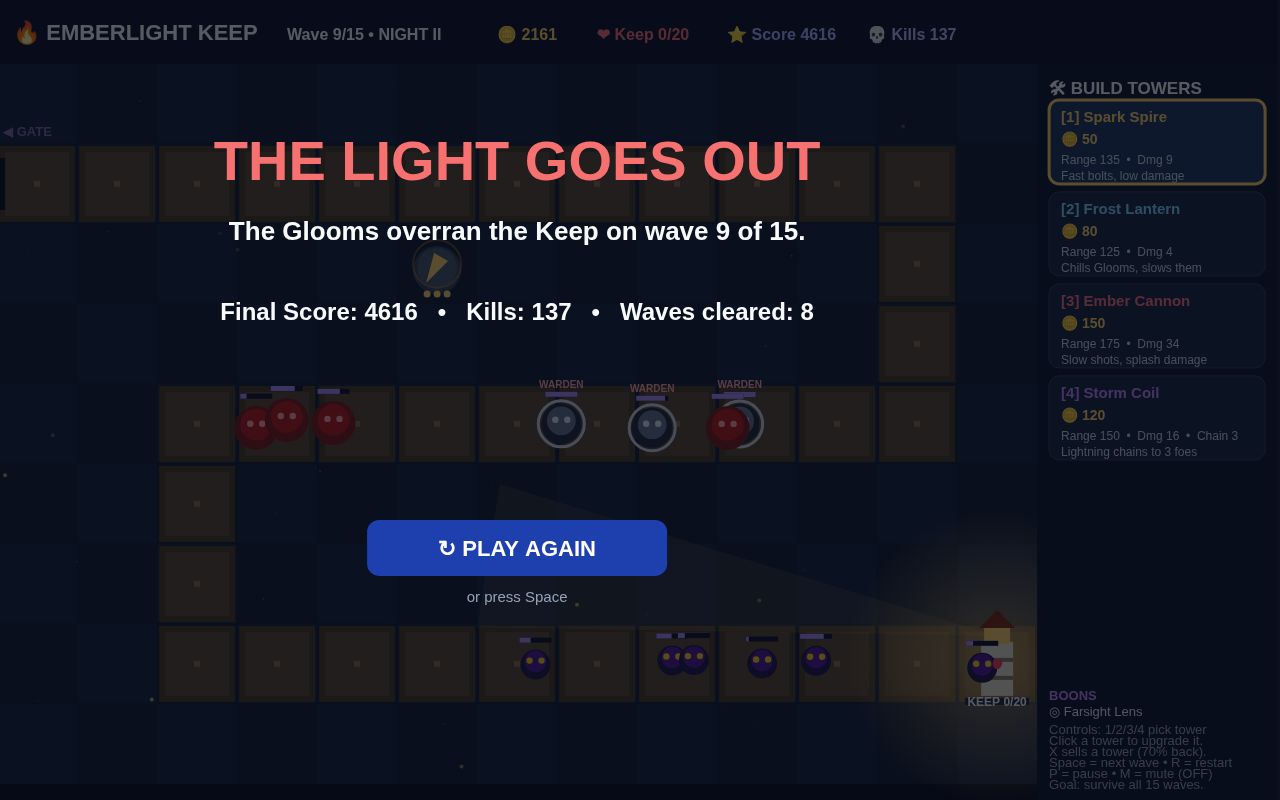 🔥 EMBERLIGHT KEEP
Wave 9/15 • NIGHT II
🪙 2161
❤ Keep 0/20
⭐ Score 4616
💀 Kills 137
◀ GATE
THE LIGHT GOES OUT
The Glooms overran the Keep on wave 9 of 15.
Final Score: 4616 • Kills: 137 • Waves cleared: 8
WARDEN
WARDEN
WARDEN
↻ PLAY AGAIN
or press Space
KEEP 0/20
🛠 BUILD TOWERS
[1] Spark Spire
🪙 50
Range 135 • Dmg 9
Fast bolts, low damage
[2] Frost Lantern
🪙 80
Range 125 • Dmg 4
Chills Glooms, slows them
[3] Ember Cannon
🪙 150
Range 175 • Dmg 34
Slow shots, splash damage
[4] Storm Coil
🪙 120
Range 150 • Dmg 16 • Chain 3
Lightning chains to 3 foes
BOONS
◎ Farsight Lens
Controls: 1/2/3/4 pick tower
Click a tower to upgrade it.
X sells a tower (70% back).
Space = next wave • R = restart
P = pause • M = mute (OFF)
Goal: survive all 15 waves.